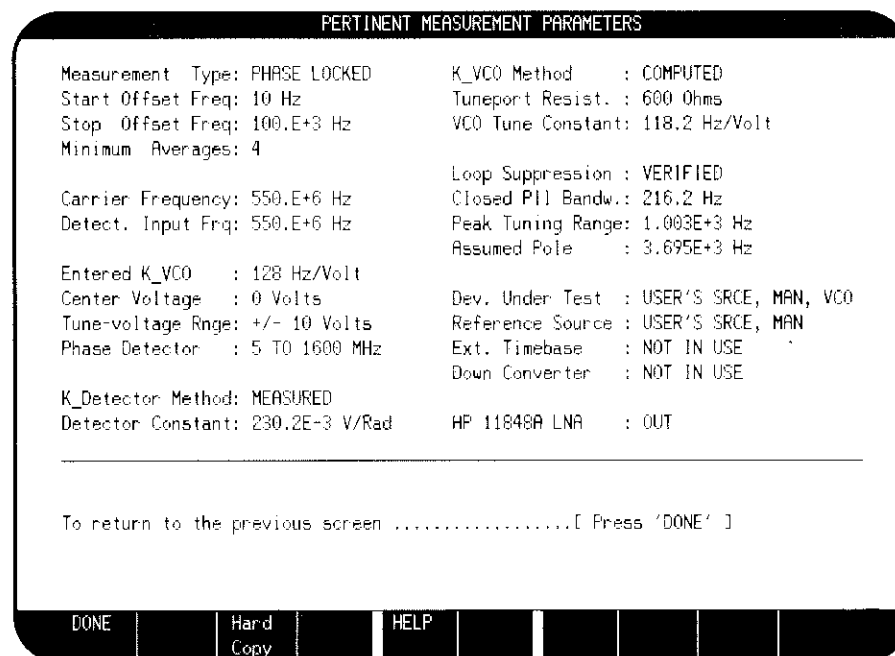 PERTINENT MEASUREMENT PARAMETERS
Measurement Type: PHASE LOCKED
Start Offset Freq: 10 Hz
Stop Offset Freq: 100.E+3 Hz
Minimum Averages: 4
Carrier Frequency: 550.E+6 Hz
Detect. Input Frq: 550.E+6 Hz
Entered K_VCO : 128 Hz/Volt
Center Voltage : 0 Volts
Tune-voltage Rnge: +/- 10 Volts
Phase Detector : 5 TO 1600 MHz
K_Detector Method: MEASURED
Detector Constant: 230.2E-3 V/Rad
K_VCO Method : COMPUTED
Tuneport Resist. : 600 Ohms
VCO Tune Constant: 118.2 Hz/Volt
Loop Suppression : VERIFIED
Closed Pll Bandw.: 216.2 Hz
Peak Tuning Range: 1.003E+3 Hz
Assumed Pole : 3.695E+3 Hz
Dev. Under Test : USER'S SRCE, MAN, VCO
Reference Source : USER'S SRCE, MAN
Ext. Timebase : NOT IN USE
Down Converter : NOT IN USE
HP 11848A LNA : OUT
To return to the previous screen ..................[ Press 'DONE' ]
DONE
Hard
Copy
HELP